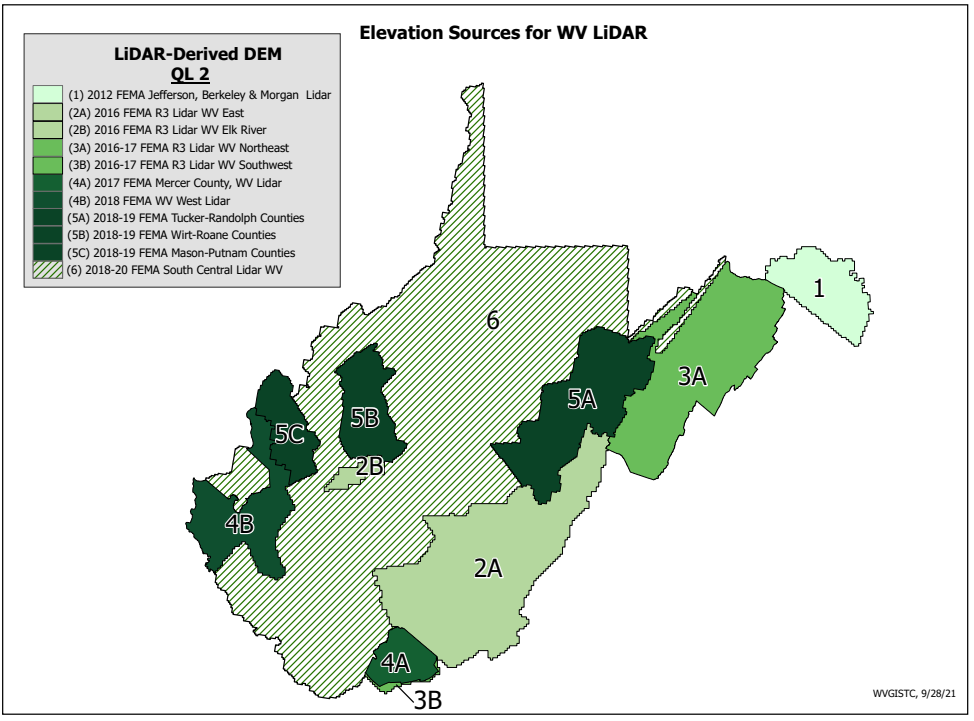 Elevation Sources for WV LiDAR
LiDAR-Derived DEM
QL 2
(1) 2012 FEMA Jefferson, Berkeley & Morgan Lidar
(2A) 2016 FEMA R3 Lidar WV East
(2B) 2016 FEMA R3 Lidar WV Elk River
(3A) 2016-17 FEMA R3 Lidar WV Northeast
(3B) 2016-17 FEMA R3 Lidar WV Southwest
(4A) 2017 FEMA Mercer County, WV Lidar
(4B) 2018 FEMA WV West Lidar
(5A) 2018-19 FEMA Tucker-Randolph Counties
(5B) 2018-19 FEMA Wirt-Roane Counties
(5C) 2018-19 FEMA Mason-Putnam Counties
(6) 2018-20 FEMA South Central Lidar WV
1
6
3A
5A
5B
5C
2B
4B
2A
4A
3B
WVGISTC, 9/28/21